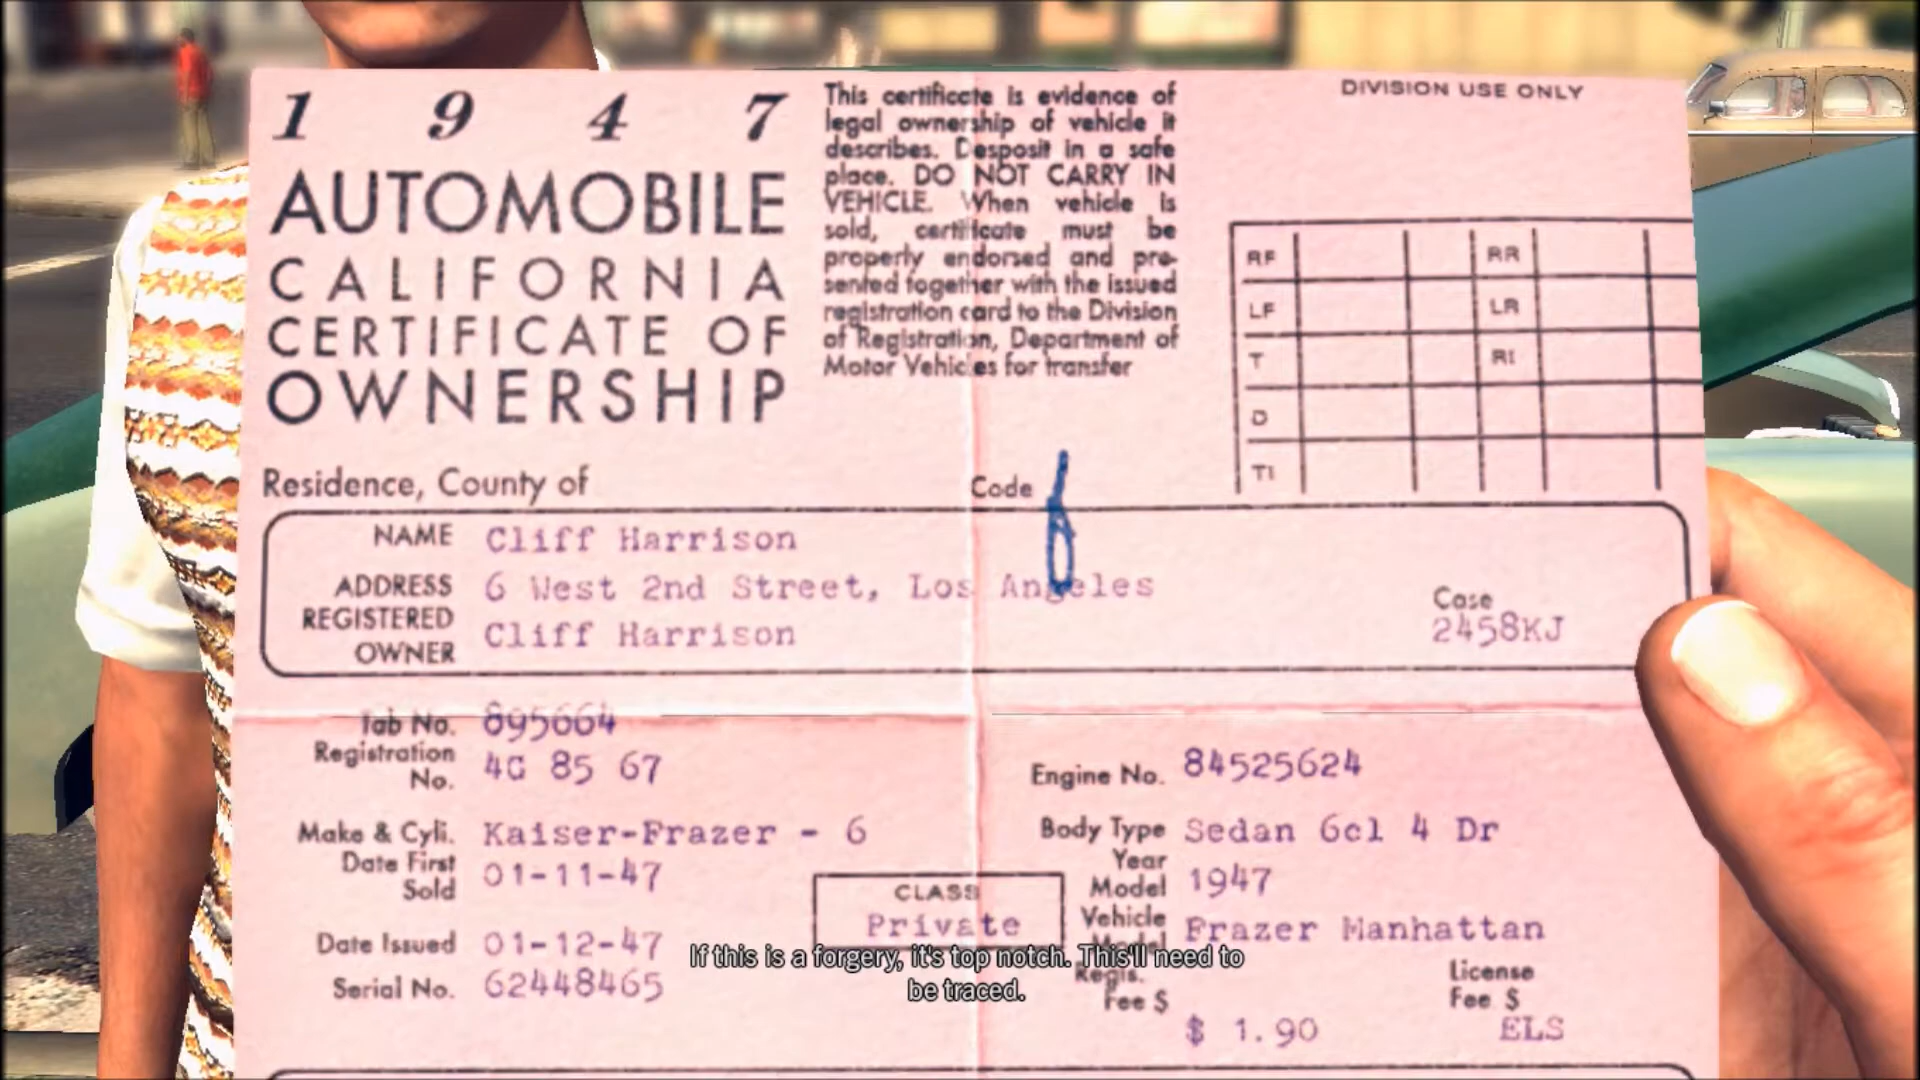 1 9 4 7
AUTOMOBILE
CALIFORNIA
CERTIFICATE OF
OWNERSHIP
This certificate is evidence of
legal ownership of vehicle it
describes. Desposit in a safe
place. DO NOT CARRY IN
VEHICLE. When vehicle is
sold, certificate must be
properly endorsed and pre-
sented together with the issued
registration card to the Division
of Registration, Department of
Motor Vehicles for transfer
DIVISION USE ONLY
RF RR
LF LR
T RI
D
TI
Residence, County of
Code 6
NAME Cliff Harrison
ADDRESS 6 West 2nd Street, Los Angeles
REGISTERED
OWNER Cliff Harrison
Case
2458KJ
Tab No. 895664
Registration
No. 4C 85 67
Engine No. 84525624
Make & Cyli. Kaiser-Frazer - 6
Body Type Sedan 6cl 4 Dr
Date First
Sold 01-11-47
Year
Model 1947
CLASS
Private
Vehicle
Model Frazer Manhattan
Date Issued 01-12-47
Serial No. 62448465
Regis.
Fee $
$ 1.90
License
Fee $
ELS
If this is a forgery, it's top notch. This'll need to
be traced.